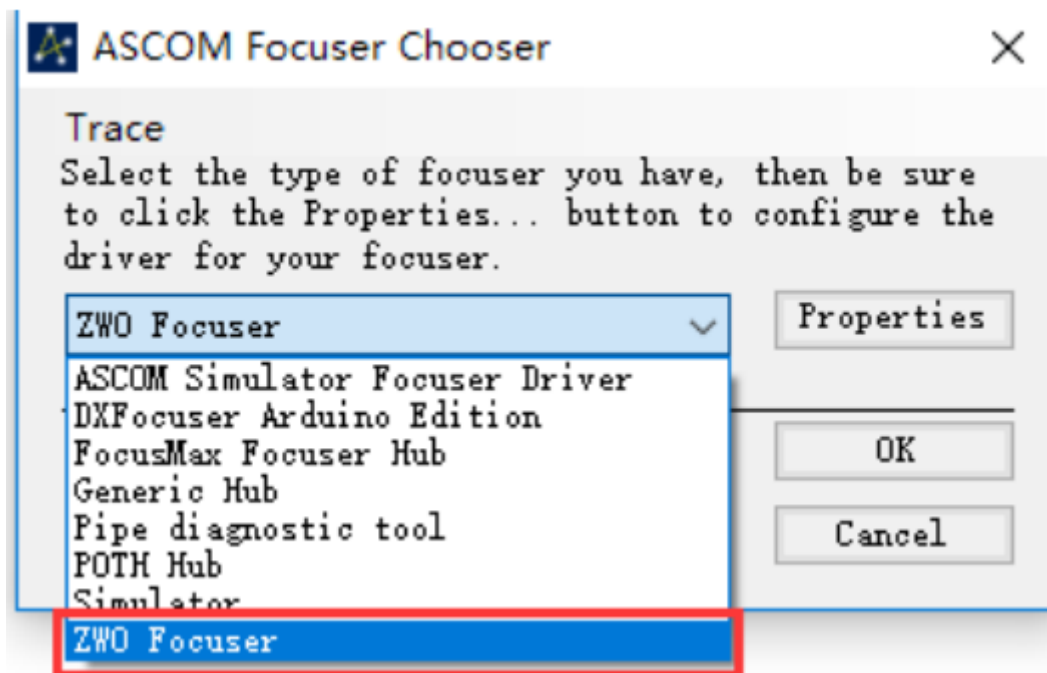 ASCOM Focuser Chooser
Trace
Select the type of focuser you have, then be sure
to click the Properties... button to configure the
driver for your focuser.
ZWO Focuser
Properties
ASCOM Simulator Focuser Driver
DXFocuser Arduino Edition
FocusMax Focuser Hub
Generic Hub
Pipe diagnostic tool
POTH Hub
Simulator
ZWO Focuser
OK
Cancel